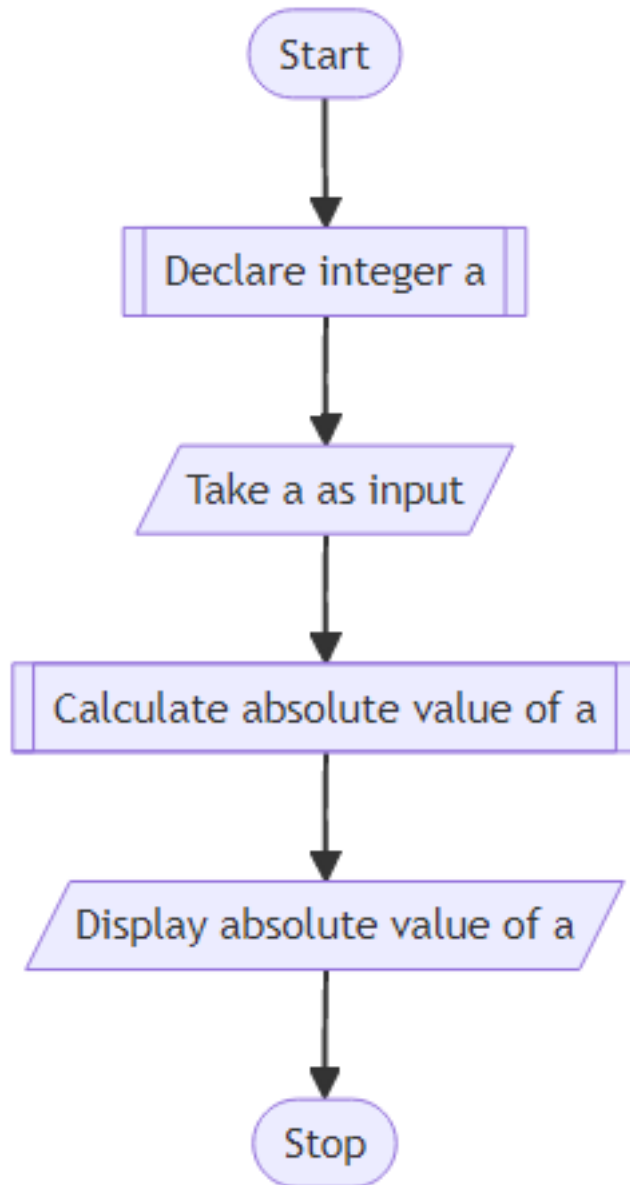 Start
Declare integer a
Take a as input
Calculate absolute value of a
Display absolute value of a
Stop